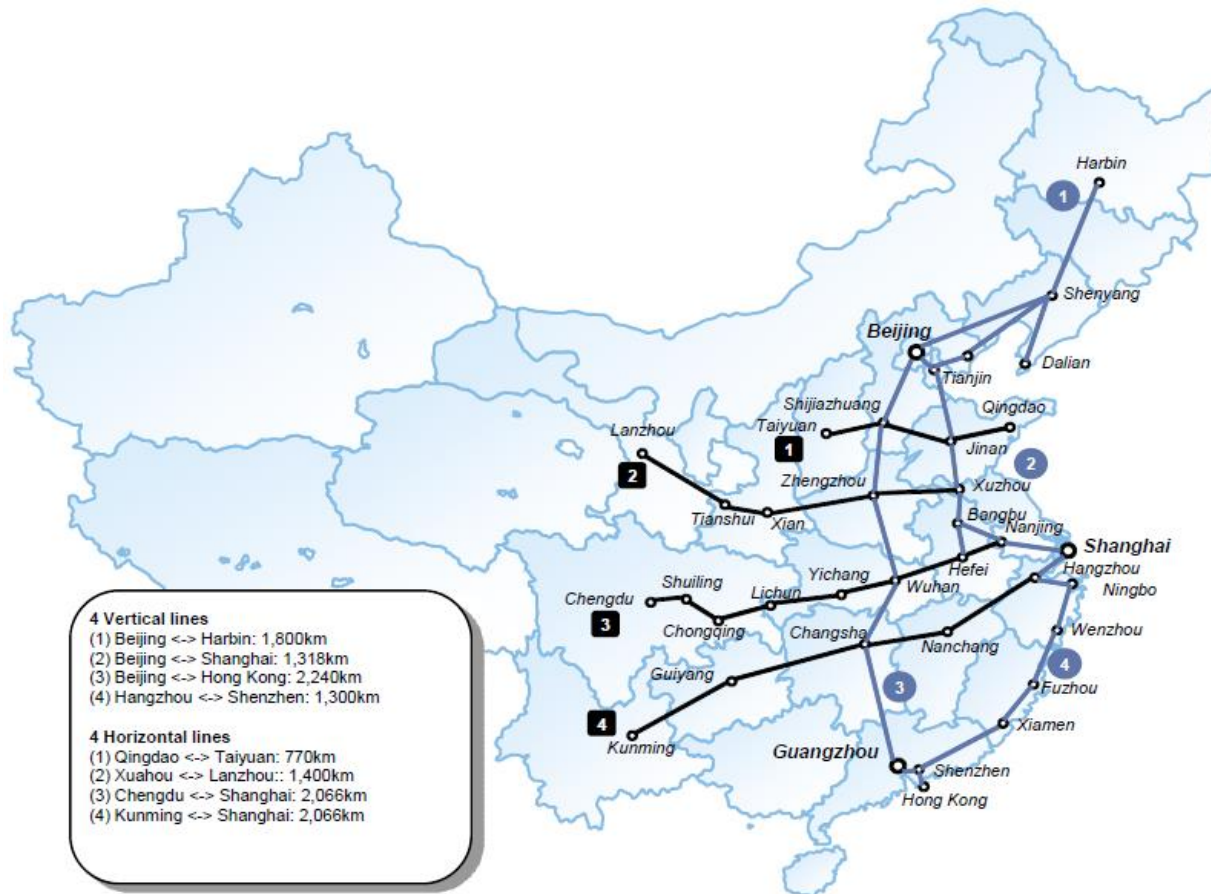 Harbin
1
Shenyang
Beijing
Dalian
Tianjin
Shijiazhuang
Qingdao
Taiyuan
Lanzhou
1
Jinan
2
2
Zhengzhou
Xuzhou
Tianshui
Xian
Bangbu
Nanjing
Shanghai
Hefei
Hangzhou
Yichang
Shuiling
Lichun
Wuhan
Ningbo
Chengdu
3
Chongqing
Changsha
Nanchang
Wenzhou
Guiyang
3
4
Fuzhou
4
Kunming
Xiamen
Guangzhou
Shenzhen
Hong Kong
4 Vertical lines
(1) Beijing <-> Harbin: 1,800km
(2) Beijing <-> Shanghai: 1,318km
(3) Beijing <-> Hong Kong: 2,240km
(4) Hangzhou <-> Shenzhen: 1,300km
4 Horizontal lines
(1) Qingdao <-> Taiyuan: 770km
(2) Xuahou <-> Lanzhou:: 1,400km
(3) Chengdu <-> Shanghai: 2,066km
(4) Kunming <-> Shanghai: 2,066km